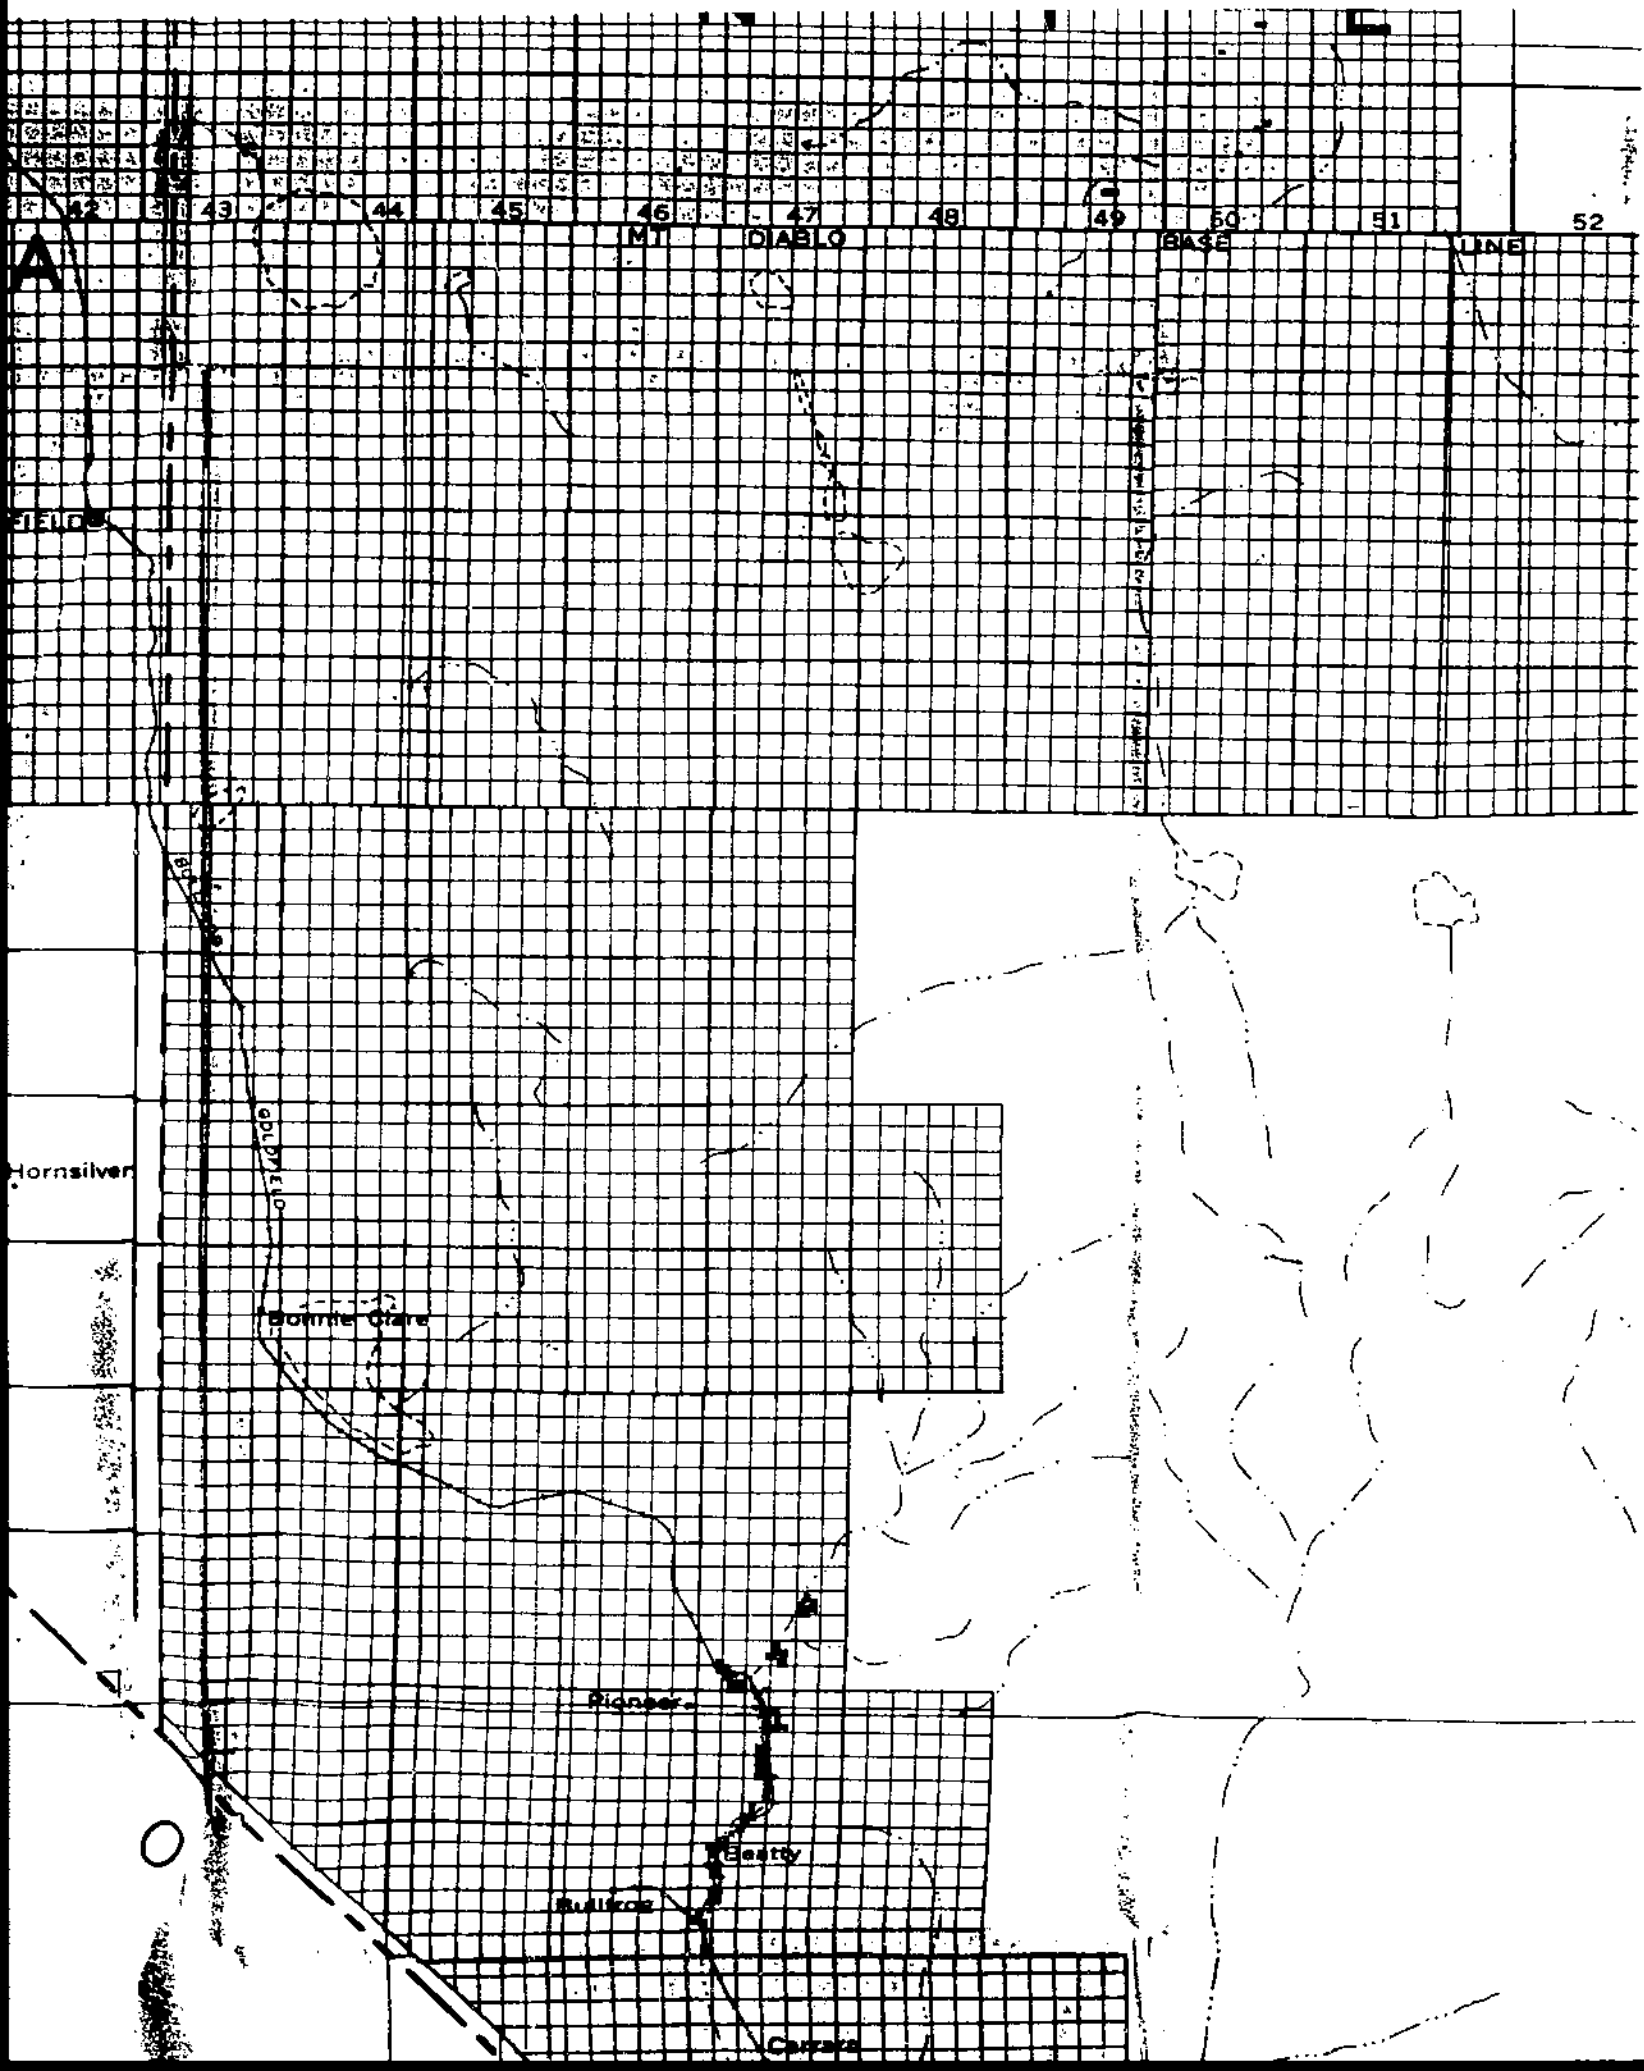 42 43 44 45 46 47 48 49 50 51 52
MT DIABLO BASE LINE
A
FIELD
GOLDFIELD
Hornsilver
Bonnie Clare
Pioneer
Beatty
Bullfrog
Carrara